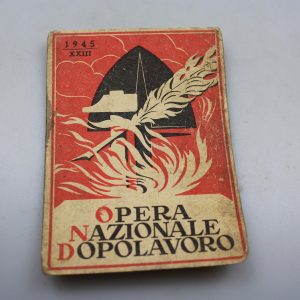 1945
XXIII
OPERA
NAZIONALE
DOPOLAVORO